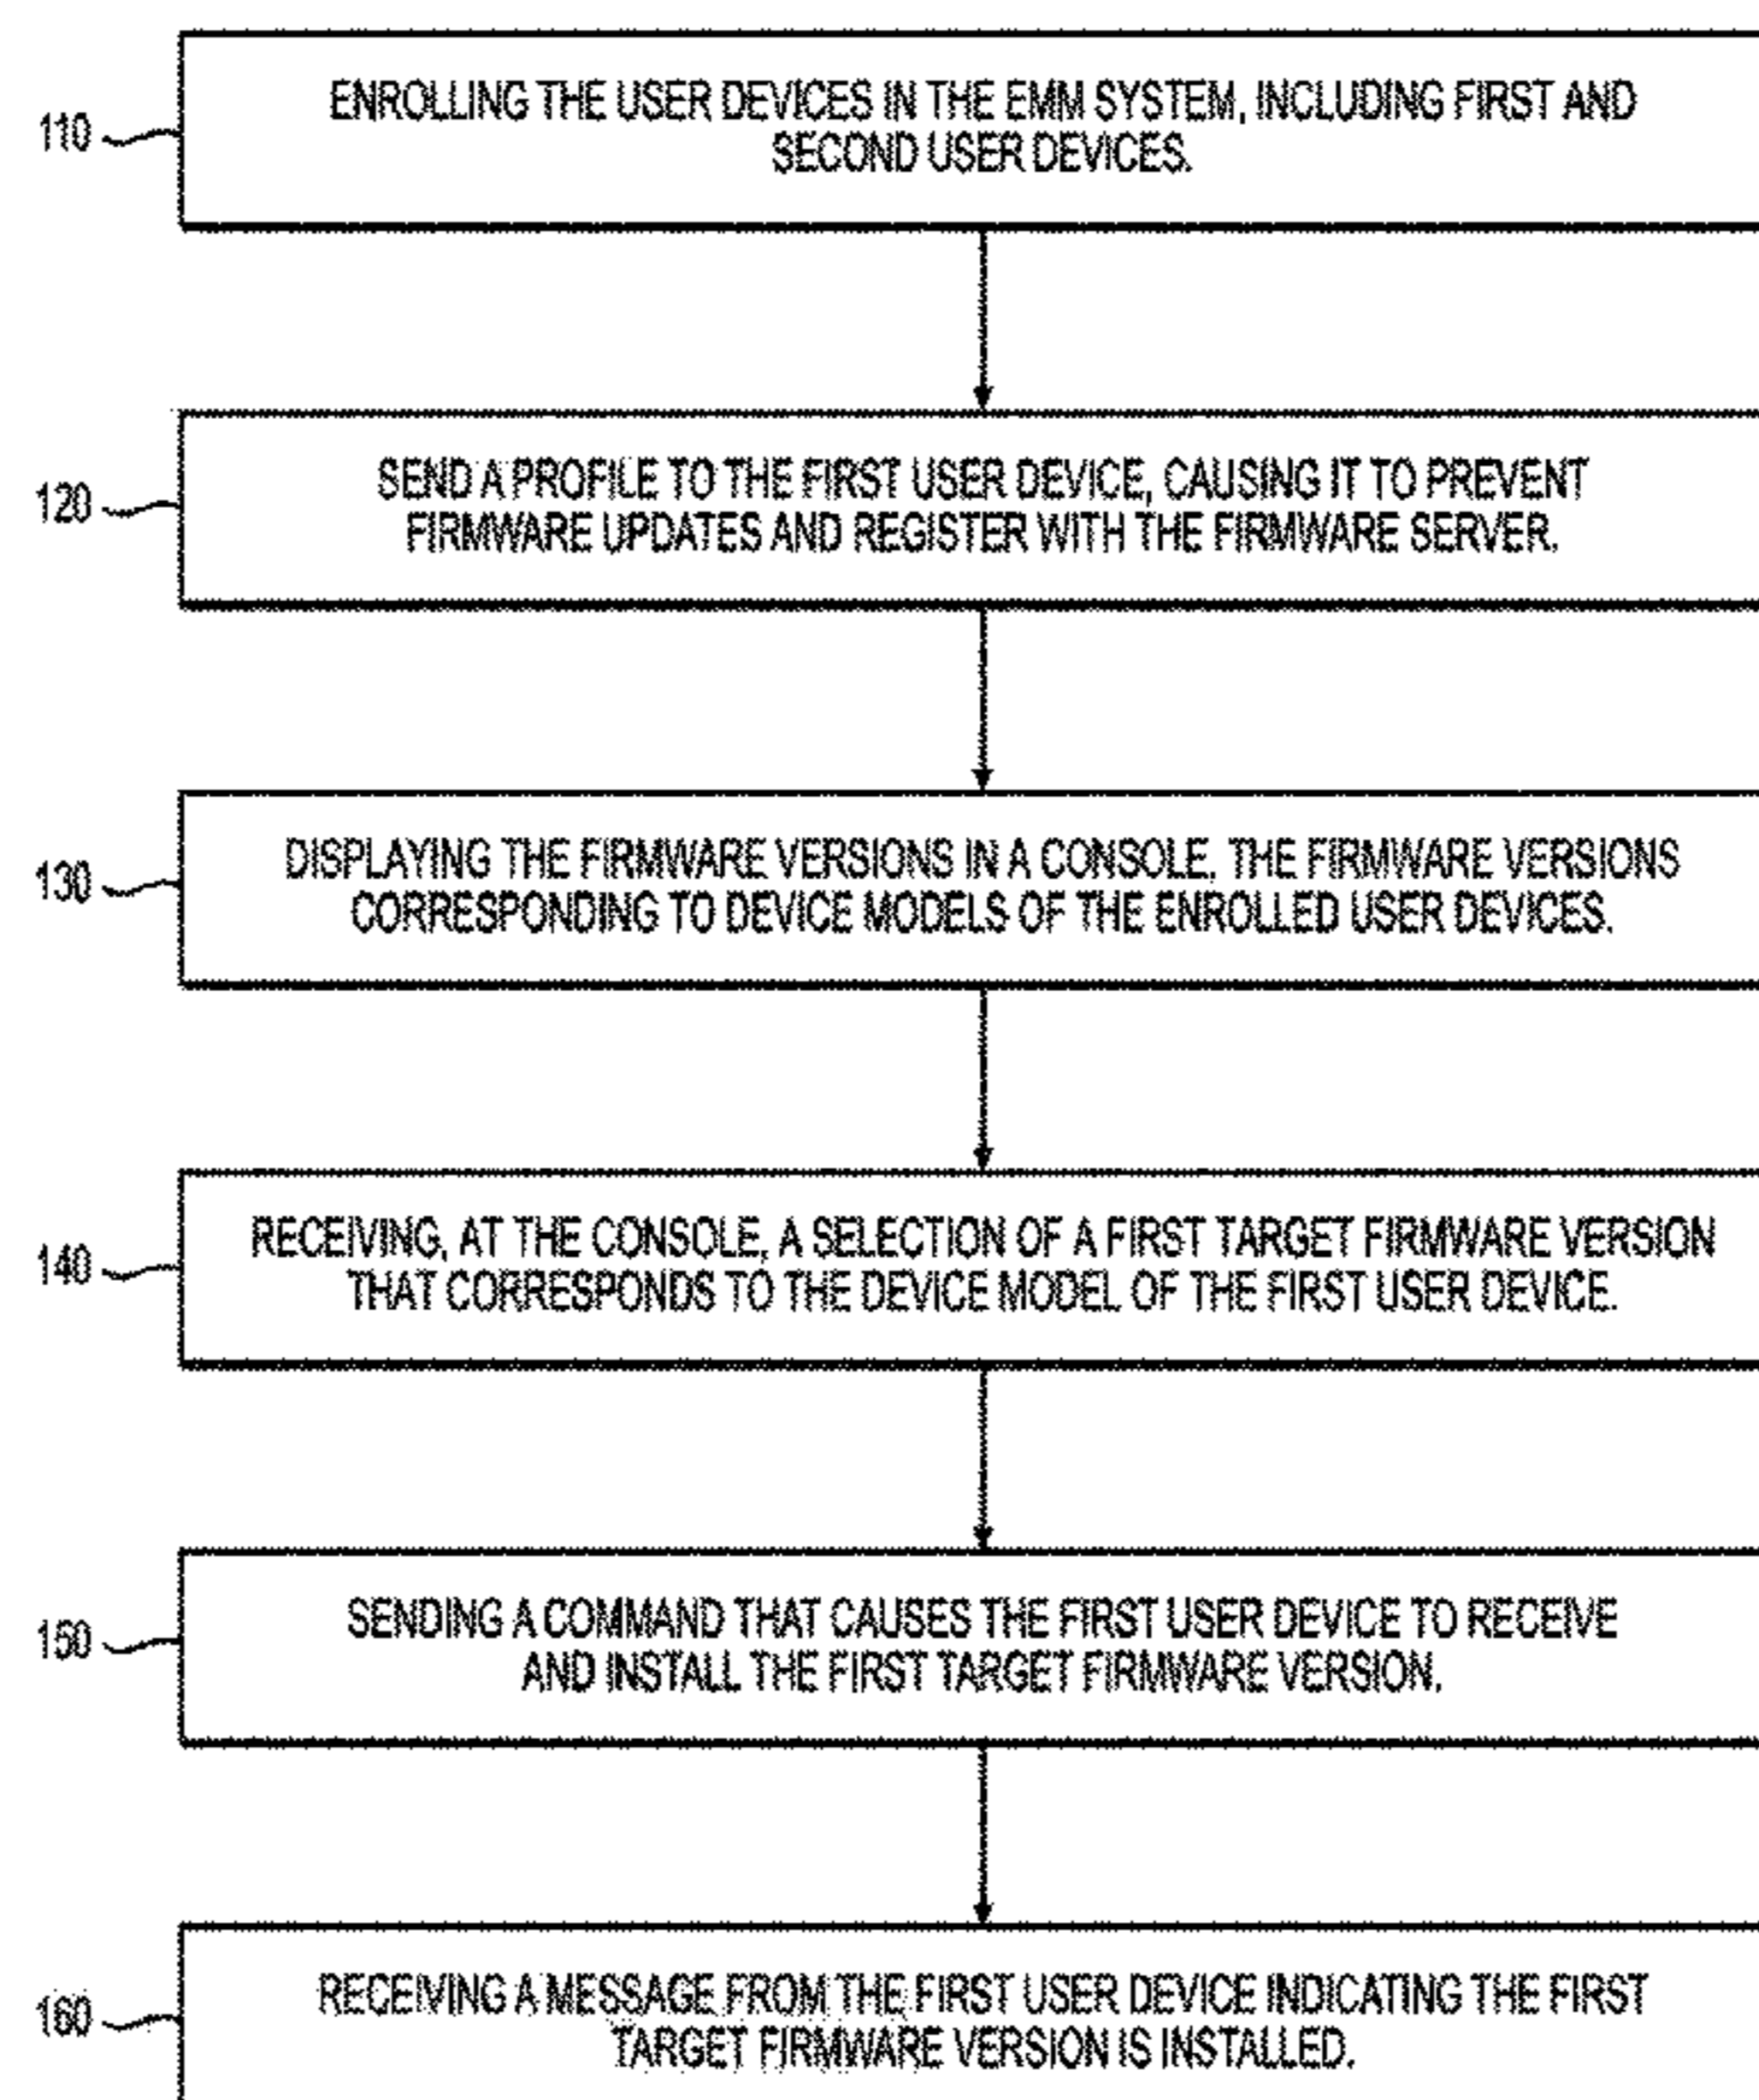 110
ENROLLING THE USER DEVICES IN THE EMM SYSTEM, INCLUDING FIRST AND
SECOND USER DEVICES.
120
SEND A PROFILE TO THE FIRST USER DEVICE, CAUSING IT TO PREVENT
FIRMWARE UPDATES AND REGISTER WITH THE FIRMWARE SERVER.
130
DISPLAYING THE FIRMWARE VERSIONS IN A CONSOLE, THE FIRMWARE VERSIONS
CORRESPONDING TO DEVICE MODELS OF THE ENROLLED USER DEVICES.
140
RECEIVING, AT THE CONSOLE, A SELECTION OF A FIRST TARGET FIRMWARE VERSION
THAT CORRESPONDS TO THE DEVICE MODEL OF THE FIRST USER DEVICE.
150
SENDING A COMMAND THAT CAUSES THE FIRST USER DEVICE TO RECEIVE
AND INSTALL THE FIRST TARGET FIRMWARE VERSION.
160
RECEIVING A MESSAGE FROM THE FIRST USER DEVICE INDICATING THE FIRST
TARGET FIRMWARE VERSION IS INSTALLED.